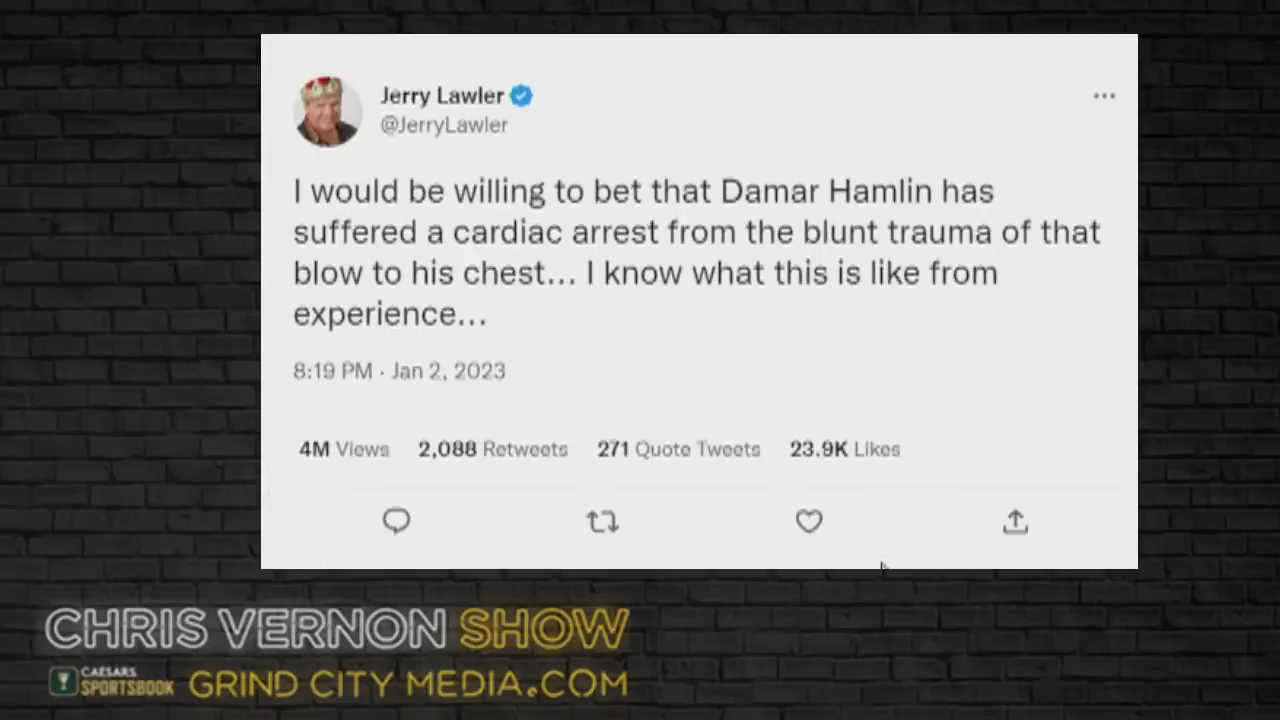 Jerry Lawler
@JerryLawler
I would be willing to bet that Damar Hamlin has
suffered a cardiac arrest from the blunt trauma of that
blow to his chest... I know what this is like from
experience...
8:19 PM · Jan 2, 2023
4M Views 2,088 Retweets 271 Quote Tweets 23.9K Likes
CHRIS VERNON SHOW
CAESARS
SPORTSBOOK
GRIND CITY MEDIA.COM